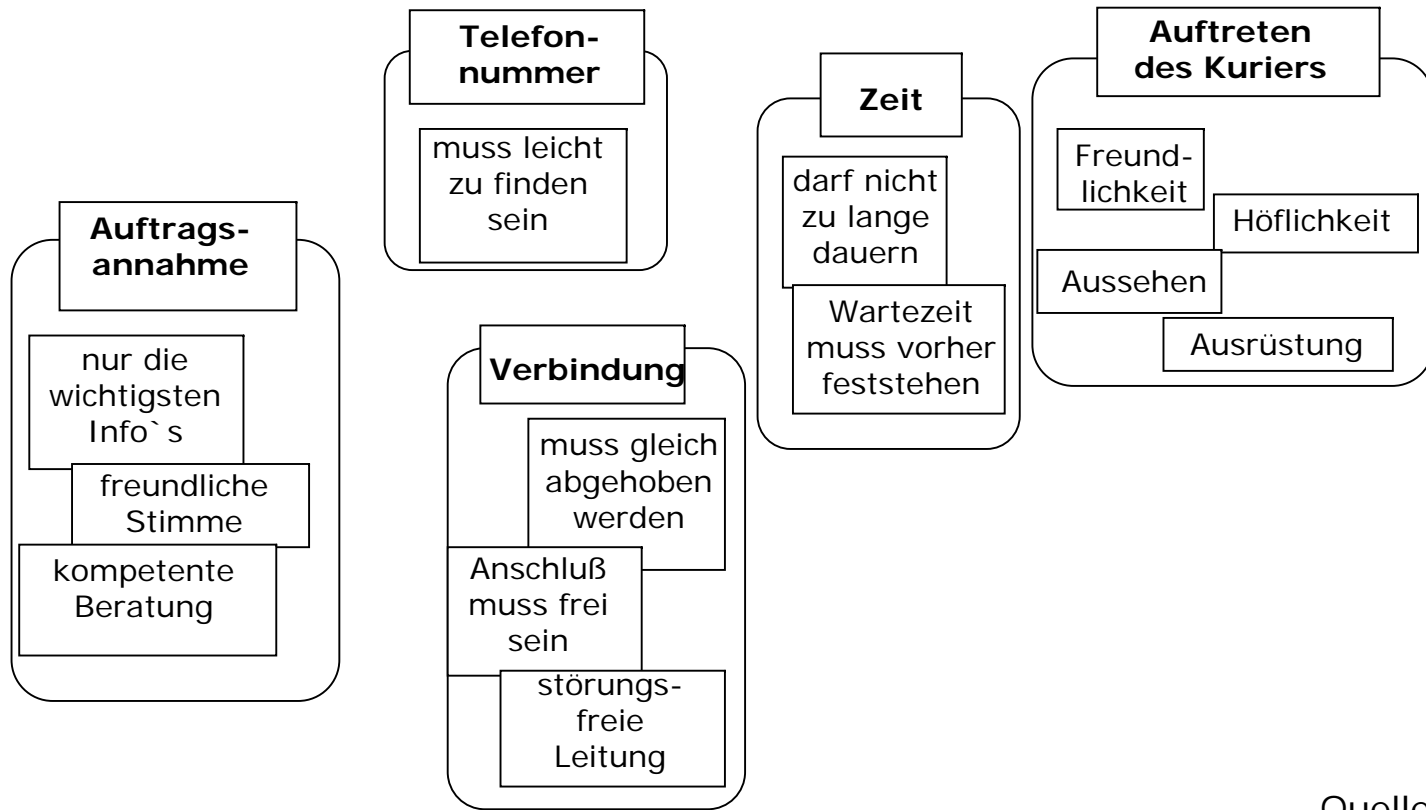 Telefon-
nummer
muss leicht
zu finden
sein
Auftrags-
annahme
nur die
wichtigsten
Info`s
freundliche
Stimme
kompetente
Beratung
Verbindung
muss gleich
abgehoben
werden
Anschluß
muss frei
sein
störungs-
freie
Leitung
Zeit
darf nicht
zu lange
dauern
Wartezeit
muss vorher
feststehen
Auftreten
des Kuriers
Freund-
lichkeit
Höflichkeit
Aussehen
Ausrüstung